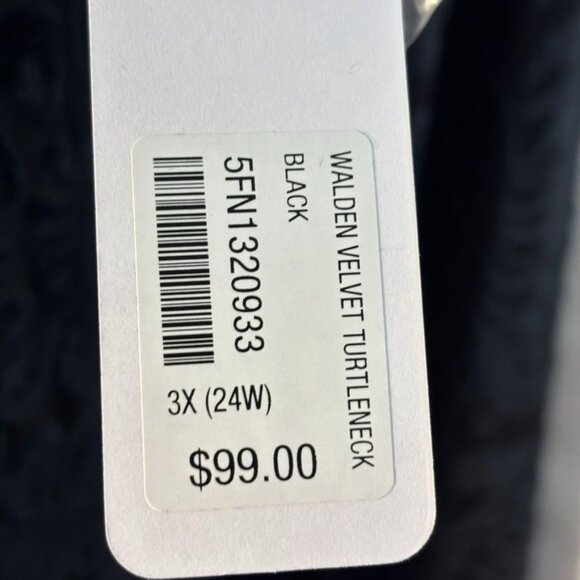 WALDEN VELVET TURTLENECK
BLACK
5FN1320933
3X (24W)
$99.00